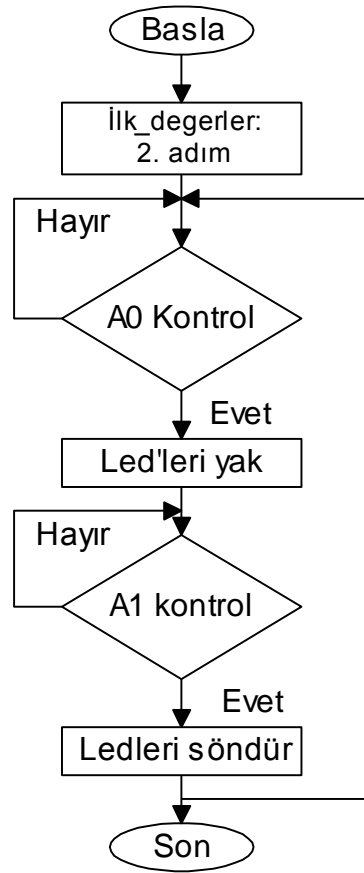 Basla
İlk_degerler:
2. adım
Hayır
A0 Kontrol
Evet
Led'leri yak
Hayır
A1 kontrol
Evet
Ledleri söndür
Son